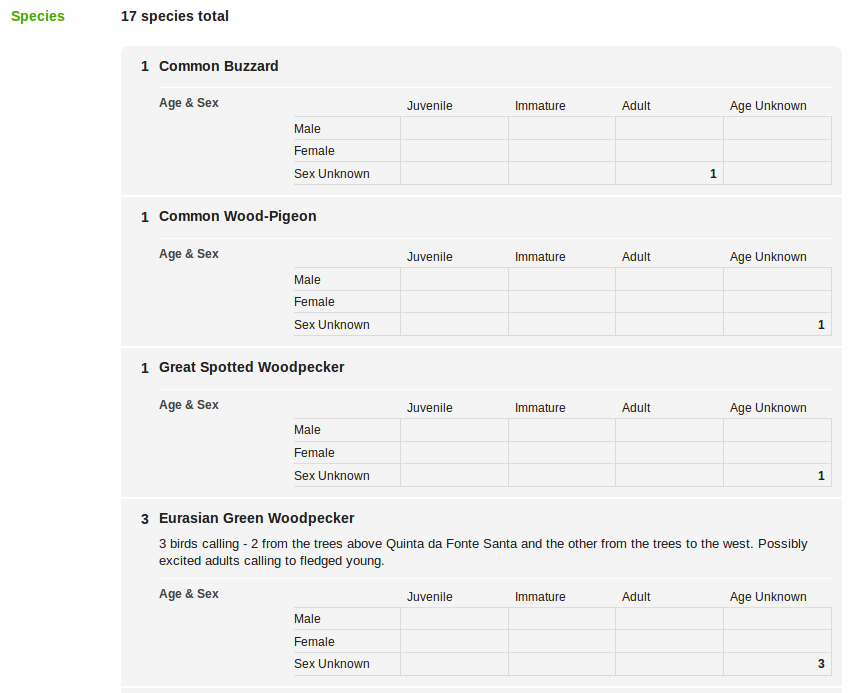 Species 17 species total
1 Common Buzzard
Age & Sex
Juvenile Immature Adult Age Unknown
Male
Female
Sex Unknown 1
1 Common Wood-Pigeon
Age & Sex
Juvenile Immature Adult Age Unknown
Male
Female
Sex Unknown 1
1 Great Spotted Woodpecker
Age & Sex
Juvenile Immature Adult Age Unknown
Male
Female
Sex Unknown 1
3 Eurasian Green Woodpecker
3 birds calling - 2 from the trees above Quinta da Fonte Santa and the other from the trees to the west. Possibly
excited adults calling to fledged young.
Age & Sex
Juvenile Immature Adult Age Unknown
Male
Female
Sex Unknown 3